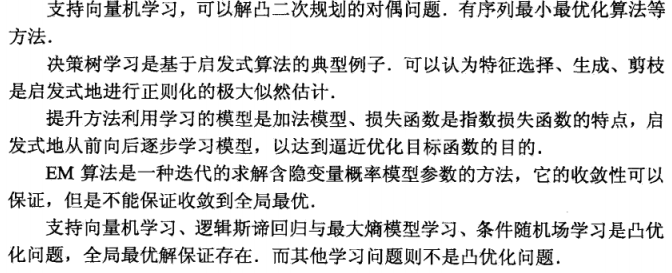 支持向量机学习，可以解凸二次规划的对偶问题．有序列最小最优化算法等
方法．
决策树学习是基于启发式算法的典型例子．可以认为特征选择、生成、剪枝
是启发式地进行正则化的极大似然估计．
提升方法利用学习的模型是加法模型、损失函数是指数损失函数的特点，启
发式地从前向后逐步学习模型，以达到逼近优化目标函数的目的．
EM 算法是一种迭代的求解含隐变量概率模型参数的方法，它的收敛性可以
保证，但是不能保证收敛到全局最优．
支持向量机学习、逻辑斯谛回归与最大熵模型学习、条件随机场学习是凸优
化问题，全局最优解保证存在．而其他学习问题则不是凸优化问题．